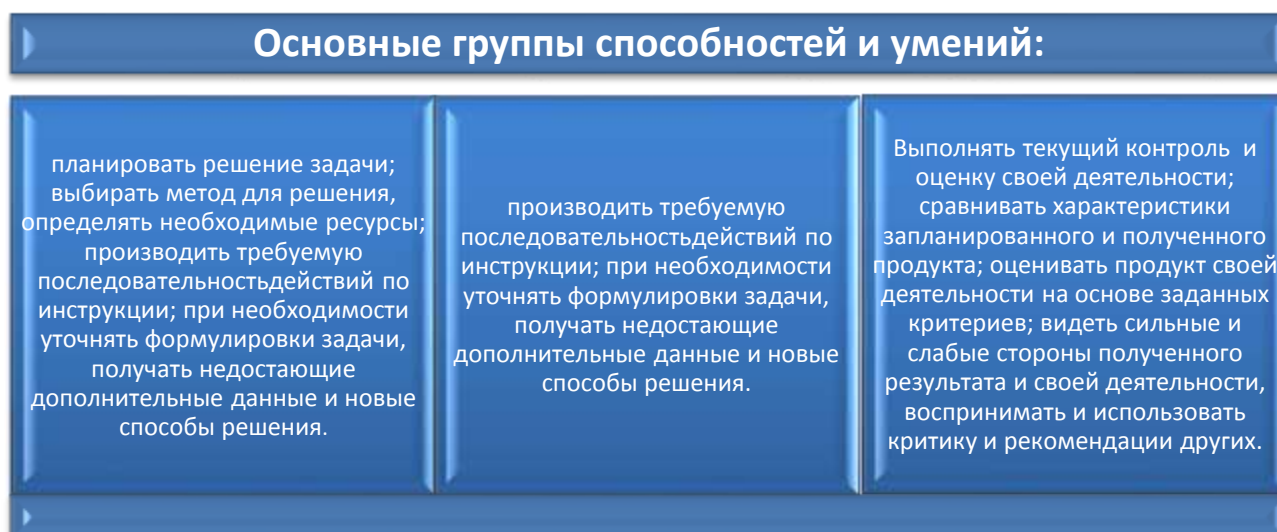 Основные группы способностей и умений:
планировать решение задачи;
выбирать метод для решения,
определять необходимые ресурсы;
производить требуемую
последовательностьдействий по
инструкции; при необходимости
уточнять формулировки задачи,
получать недостающие
дополнительные данные и новые
способы решения.
производить требуемую
последовательностьдействий по
инструкции; при необходимости
уточнять формулировки задачи,
получать недостающие
дополнительные данные и новые
способы решения.
Выполнять текущий контроль и
оценку своей деятельности;
сравнивать характеристики
запланированного и полученного
продукта; оценивать продукт своей
деятельности на основе заданных
критериев; видеть сильные и
слабые стороны полученного
результата и своей деятельности,
воспринимать и использовать
критику и рекомендации других.